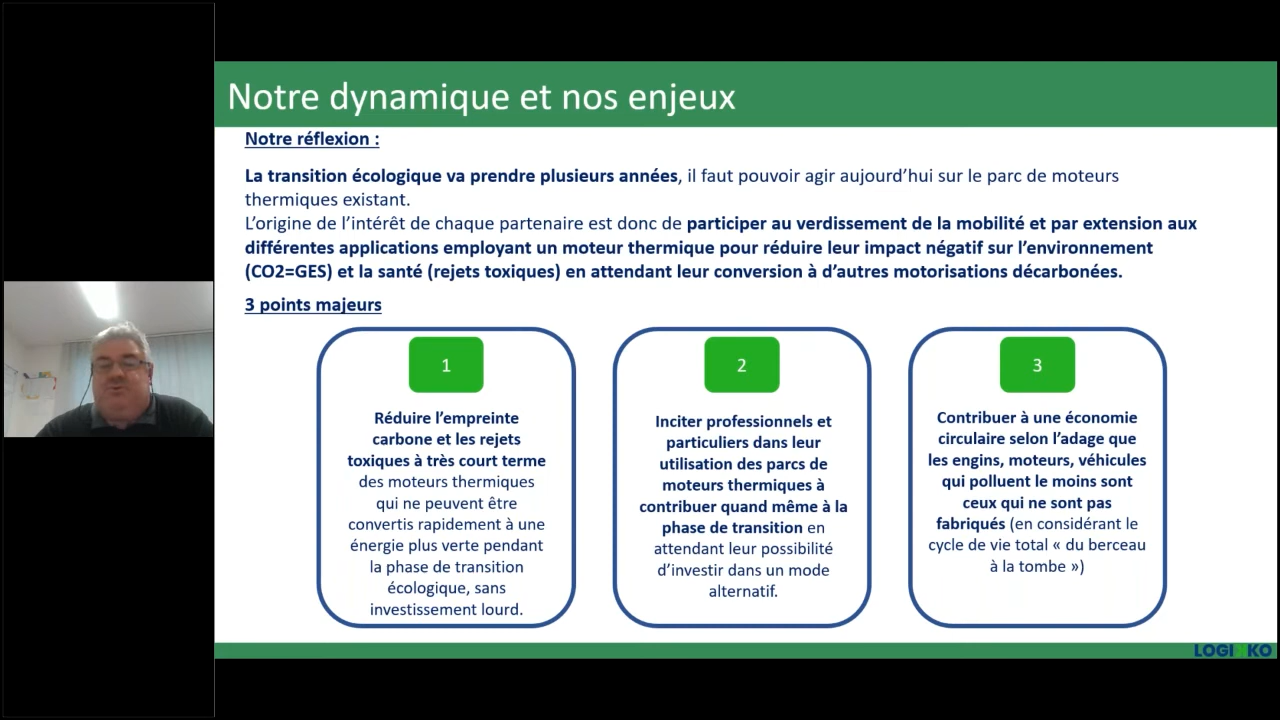 Notre dynamique et nos enjeux
Notre réflexion :
La transition écologique va prendre plusieurs années, il faut pouvoir agir aujourd’hui sur le parc de moteurs
thermiques existant.
L’origine de l’intérêt de chaque partenaire est donc de participer au verdissement de la mobilité et par extension aux
différentes applications employant un moteur thermique pour réduire leur impact négatif sur l’environnement
(CO2=GES) et la santé (rejets toxiques) en attendant leur conversion à d’autres motorisations décarbonées.
3 points majeurs
1
Réduire l’empreinte
carbone et les rejets
toxiques à très court terme
des moteurs thermiques
qui ne peuvent être
convertis rapidement à une
énergie plus verte pendant
la phase de transition
écologique, sans
investissement lourd.
2
Inciter professionnels et
particuliers dans leur
utilisation des parcs de
moteurs thermiques à
contribuer quand même à la
phase de transition en
attendant leur possibilité
d’investir dans un mode
alternatif.
3
Contribuer à une économie
circulaire selon l’adage que
les engins, moteurs, véhicules
qui polluent le moins sont
ceux qui ne sont pas
fabriqués (en considérant le
cycle de vie total « du berceau
à la tombe »)